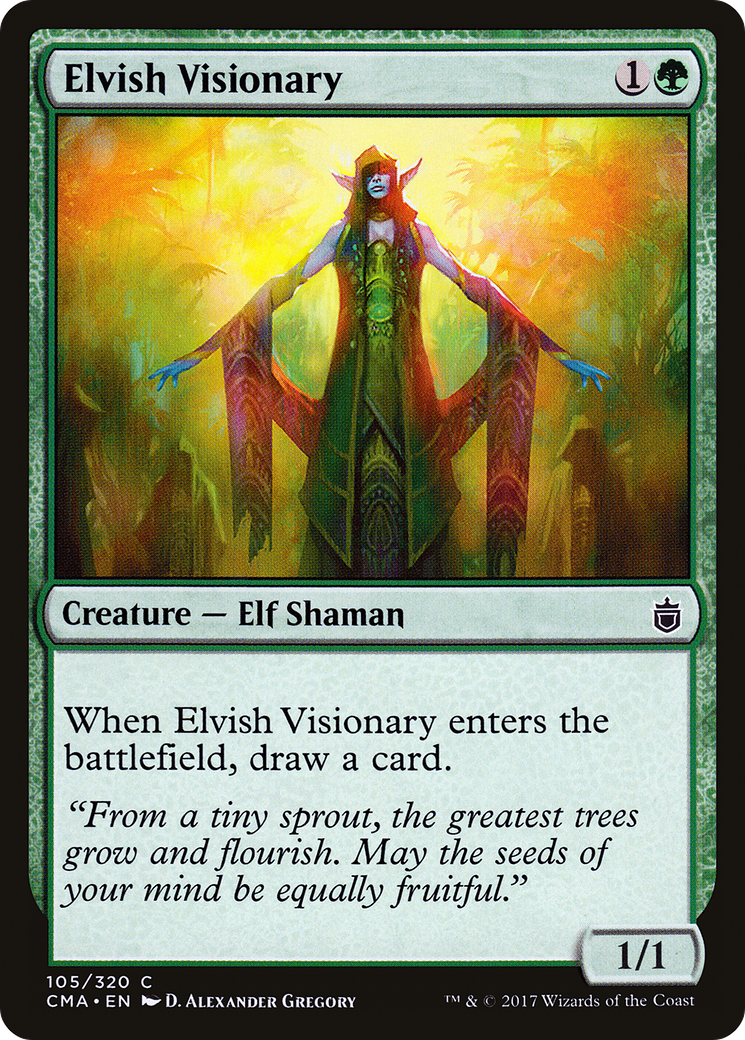 Elvish Visionary 1
Creature — Elf Shaman
When Elvish Visionary enters the
battlefield, draw a card.
“From a tiny sprout, the greatest trees
grow and flourish. May the seeds of
your mind be equally fruitful.”
1/1
105/320 C
CMA • EN D. Alexander Gregory
™ & © 2017 Wizards of the Coast